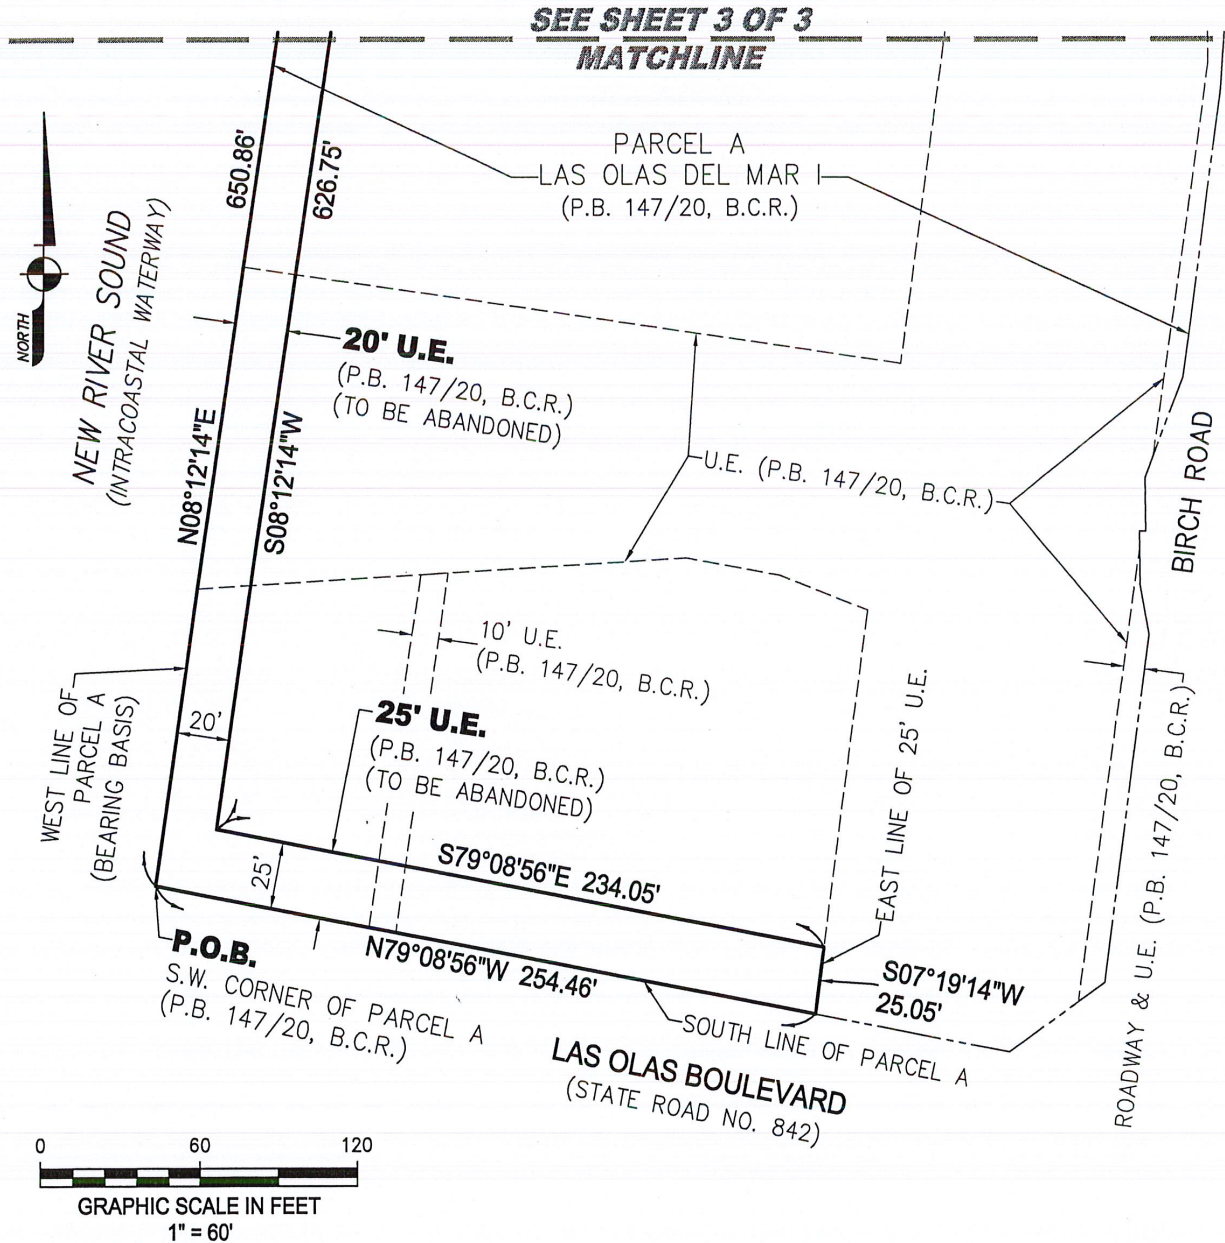 SEE SHEET 3 OF 3
MATCHLINE
650.86'
626.75'
PARCEL A
LAS OLAS DEL MAR I
(P.B. 147/20, B.C.R.)
NORTH
NEW RIVER SOUND
(INTRACOASTAL WATERWAY)
20' U.E.
(P.B. 147/20, B.C.R.)
(TO BE ABANDONED)
N08°12'14"E
S08°12'14"W
U.E. (P.B. 147/20, B.C.R.)
BIRCH ROAD
10' U.E.
(P.B. 147/20, B.C.R.)
WEST LINE OF
PARCEL A
(BEARING BASIS)
20'
25' U.E.
(P.B. 147/20, B.C.R.)
(TO BE ABANDONED)
EAST LINE OF 25' U.E.
ROADWAY & U.E. (P.B. 147/20, B.C.R.)
25'
S79°08'56"E 234.05'
P.O.B.
S.W. CORNER OF PARCEL A
(P.B. 147/20, B.C.R.)
N79°08'56"W 254.46'
S07°19'14"W
25.05'
SOUTH LINE OF PARCEL A
LAS OLAS BOULEVARD
(STATE ROAD NO. 842)
0 60 120
GRAPHIC SCALE IN FEET
1" = 60'